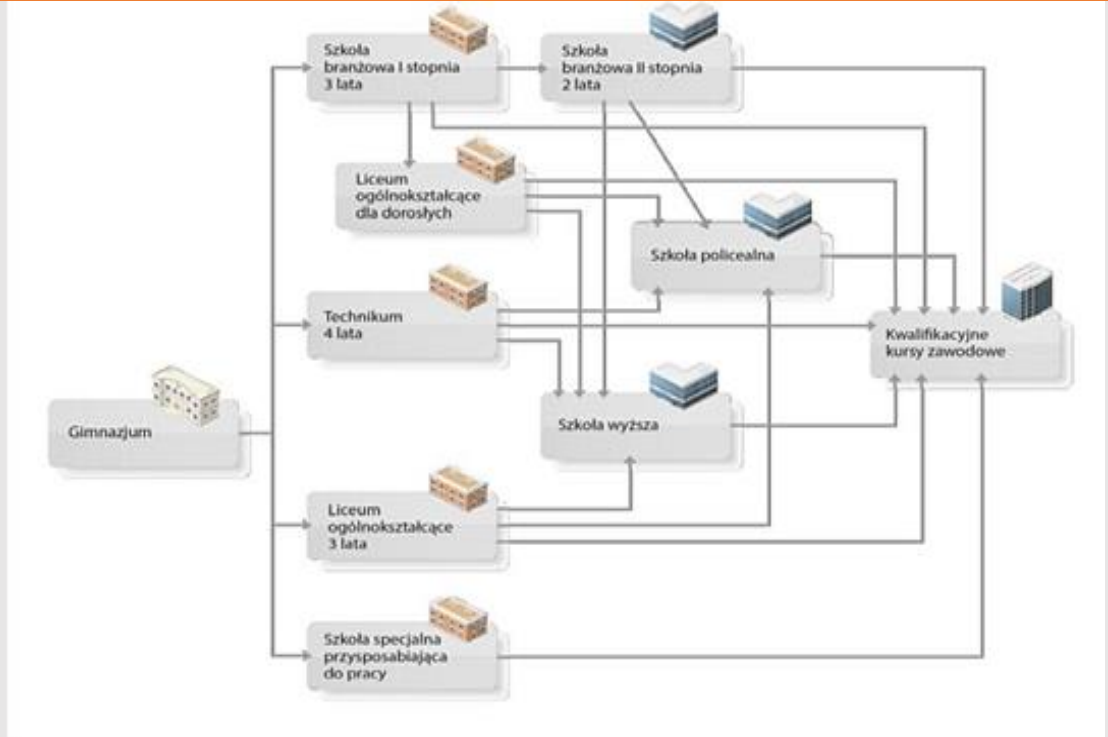 Szkoła
branżowa I stopnia
3 lata
Szkoła
branżowa II stopnia
2 lata
Liceum
ogólnokształcące
dla dorosłych
Szkoła policealna
Technikum
4 lata
Kwalifikacyjne
kursy zawodowe
Gimnazjum
Szkoła wyższa
Liceum
ogólnokształcące
3 lata
Szkoła specjalna
przysposabiająca
do pracy